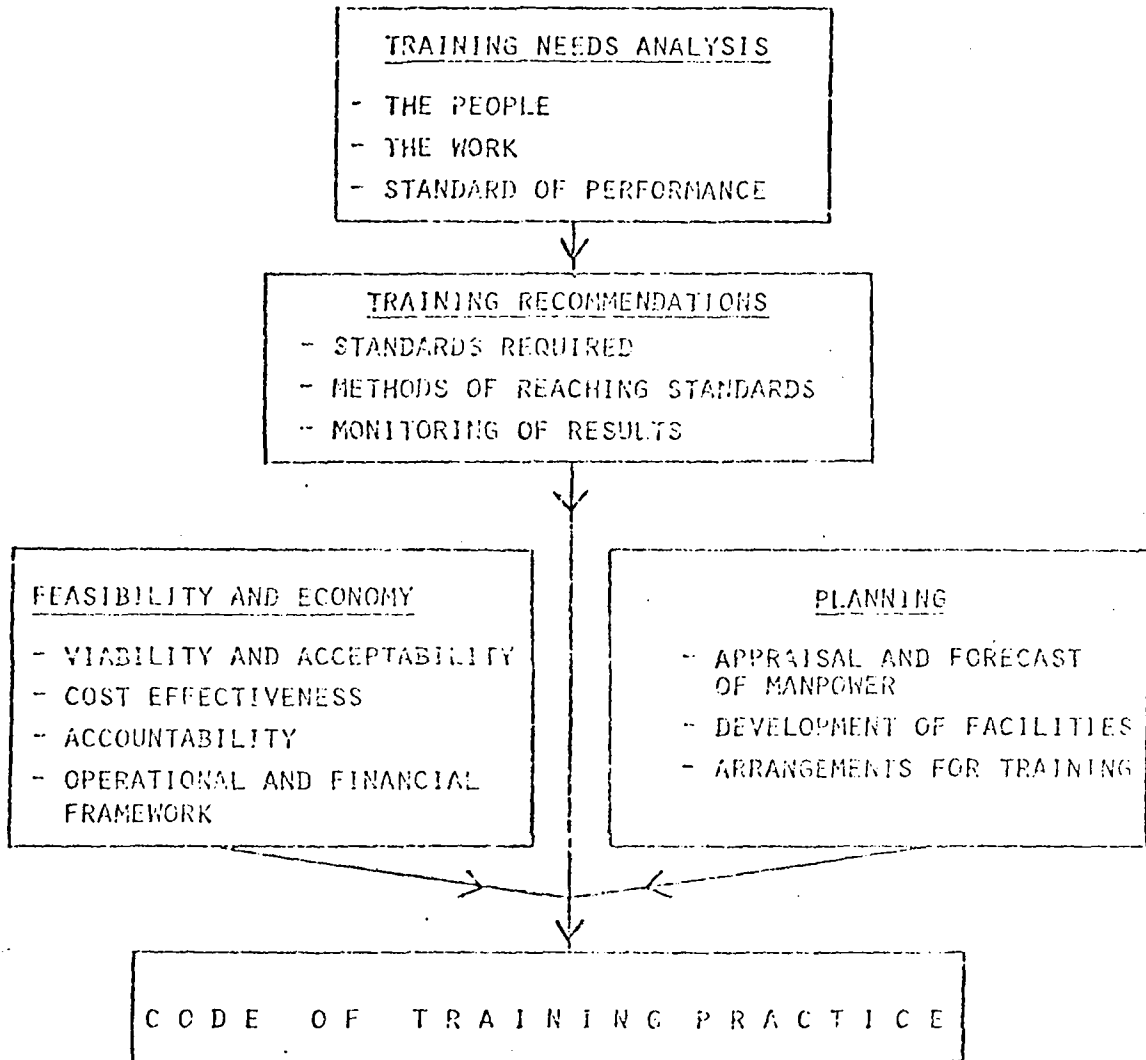 TRAINING NEEDS ANALYSIS
- THE PEOPLE
- THE WORK
- STANDARD OF PERFORMANCE
TRAINING RECOMMENDATIONS
- STANDARDS REQUIRED
- METHODS OF REACHING STANDARDS
- MONITORING OF RESULTS
FEASIBILITY AND ECONOMY
- VIABILITY AND ACCEPTABILITY
- COST EFFECTIVENESS
- ACCOUNTABILITY
- OPERATIONAL AND FINANCIAL
FRAMEWORK
PLANNING
- APPRAISAL AND FORECAST
OF MANPOWER
- DEVELOPMENT OF FACILITIES
- ARRANGEMENTS FOR TRAINING
CODE OF TRAINING PRACTICE